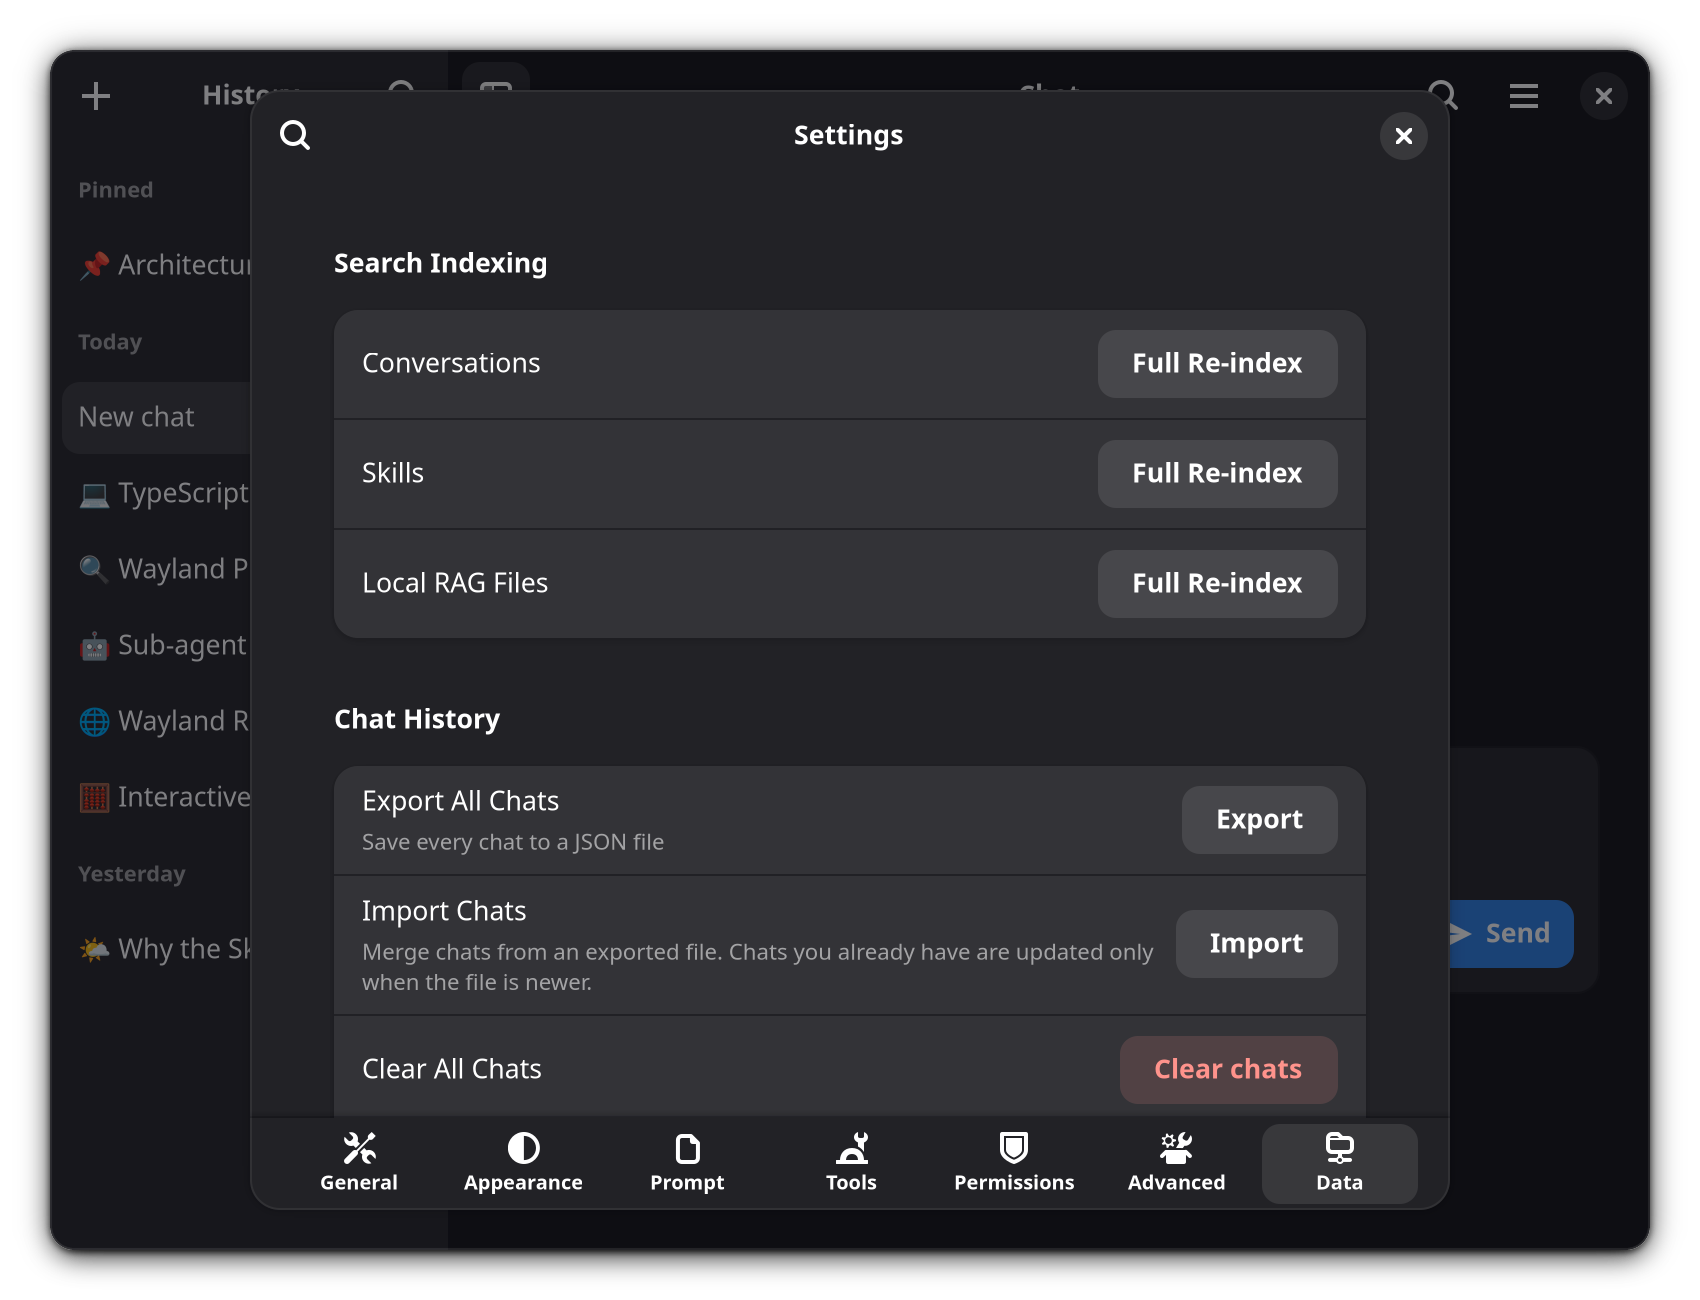 History
Chat
Settings
Pinned
Architectur
Today
New chat
TypeScript
Wayland P
Sub-agent
Wayland R
Interactive
Yesterday
Why the Sk
Search Indexing
Conversations
Full Re-index
Skills
Full Re-index
Local RAG Files
Full Re-index
Chat History
Export All Chats
Save every chat to a JSON file
Export
Import Chats
Merge chats from an exported file. Chats you already have are updated only
when the file is newer.
Import
Clear All Chats
Clear chats
Send
General
Appearance
Prompt
Tools
Permissions
Advanced
Data